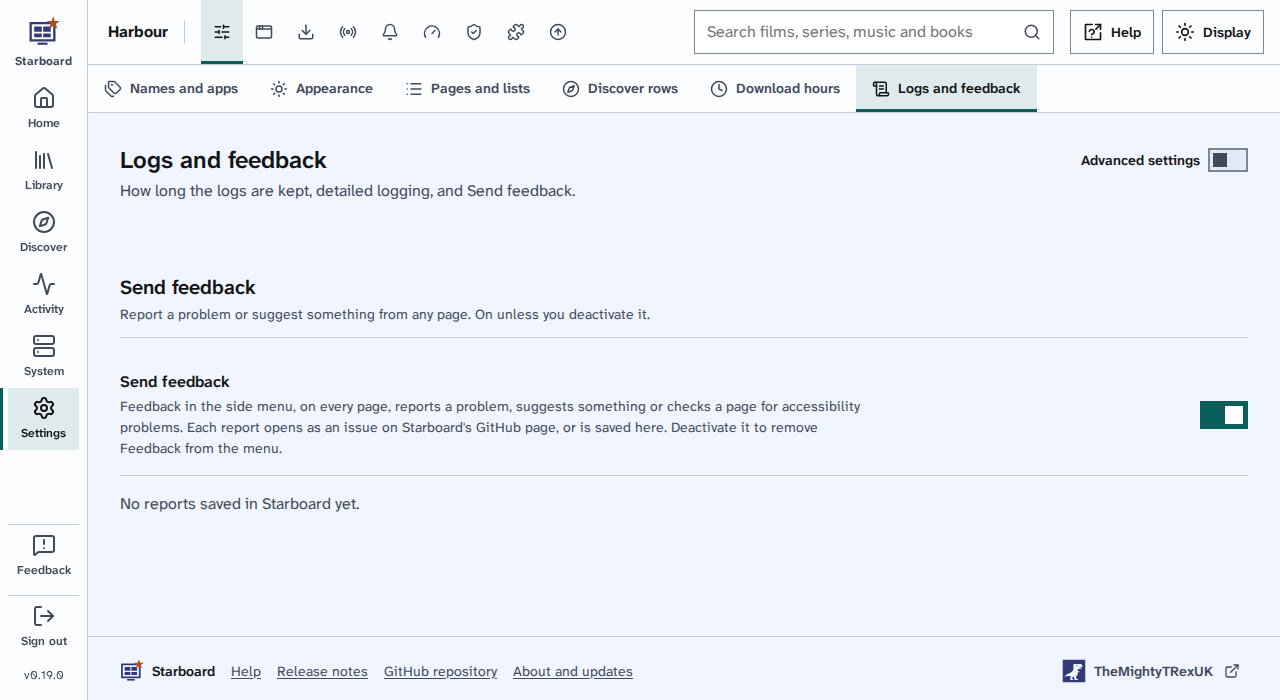 Starboard
Home
Library
Discover
Activity
System
Settings
Feedback
Sign out
v0.19.0
Harbour
Search films, series, music and books
Help
Display
Names and apps
Appearance
Pages and lists
Discover rows
Download hours
Logs and feedback
Logs and feedback
Advanced settings
How long the logs are kept, detailed logging, and Send feedback.
Send feedback
Report a problem or suggest something from any page. On unless you deactivate it.
Send feedback
Feedback in the side menu, on every page, reports a problem, suggests something or checks a page for accessibility
problems. Each report opens as an issue on Starboard's GitHub page, or is saved here. Deactivate it to remove
Feedback from the menu.
No reports saved in Starboard yet.
Starboard
Help
Release notes
GitHub repository
About and updates
TheMightyTRexUK